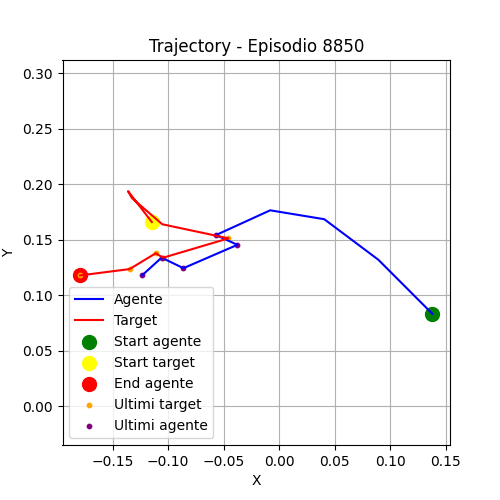 Trajectory - Episodio 8850
0.30
0.25
0.20
0.15
0.10
0.05
0.00
Y
Agente
Target
Start agente
Start target
End agente
Ultimi target
Ultimi agente
−0.15 −0.10 −0.05 0.00 0.05 0.10 0.15
X